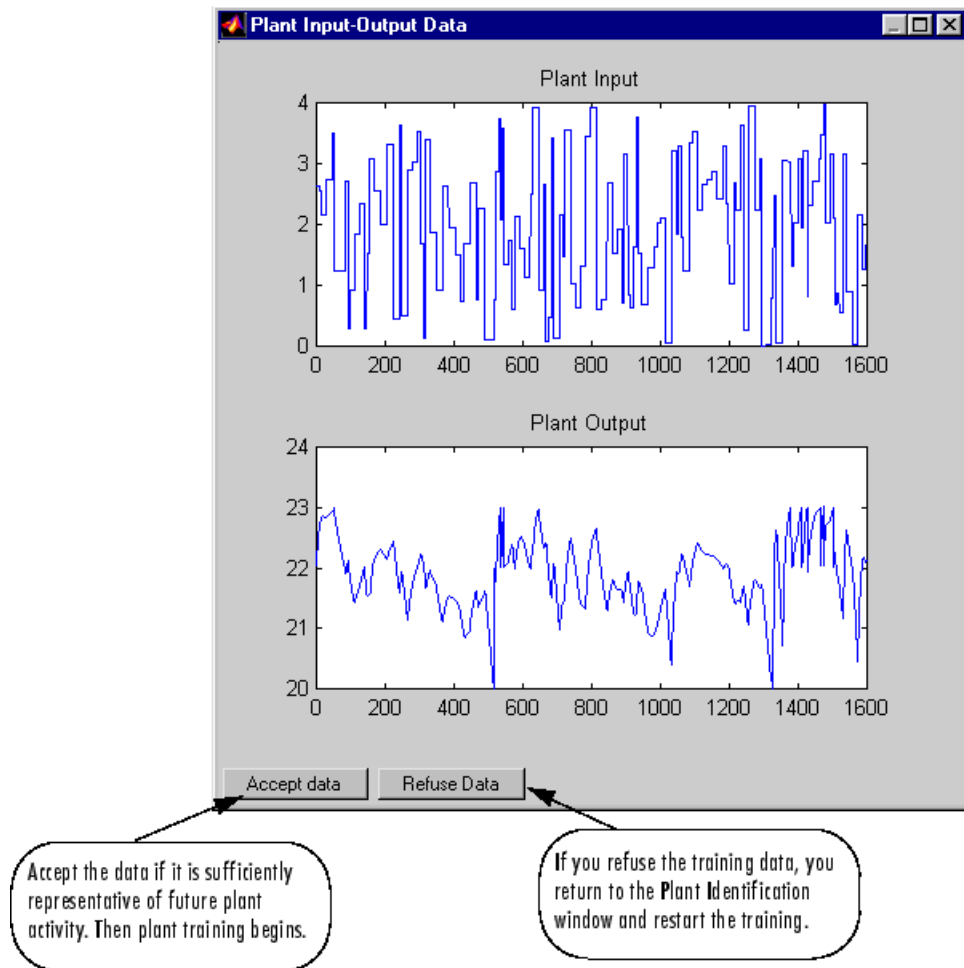 Plant Input-Output Data
Plant Input
4
3
2
1
0
0 200 400 600 800 1000 1200 1400 1600
Plant Output
24
23
22
21
20
0 200 400 600 800 1000 1200 1400 1600
Accept data Refuse Data
Accept the data if it is sufficiently
representative of future plant
activity. Then plant training begins.
If you refuse the training data, you
return to the Plant Identification
window and restart the training.